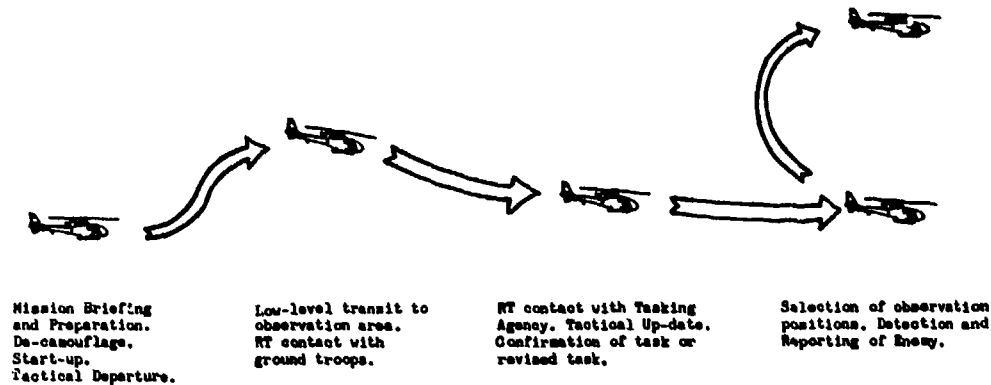 Mission Briefing
and Preparation.
De-camouflage.
Start-up.
Tactical Departure.
Low-level transit to
observation area.
RT contact with
ground troops.
RT contact with Tasking
Agency. Tactical Up-date.
Confirmation of task or
revised task.
Selection of observation
positions. Detection and
Reporting of Enemy.